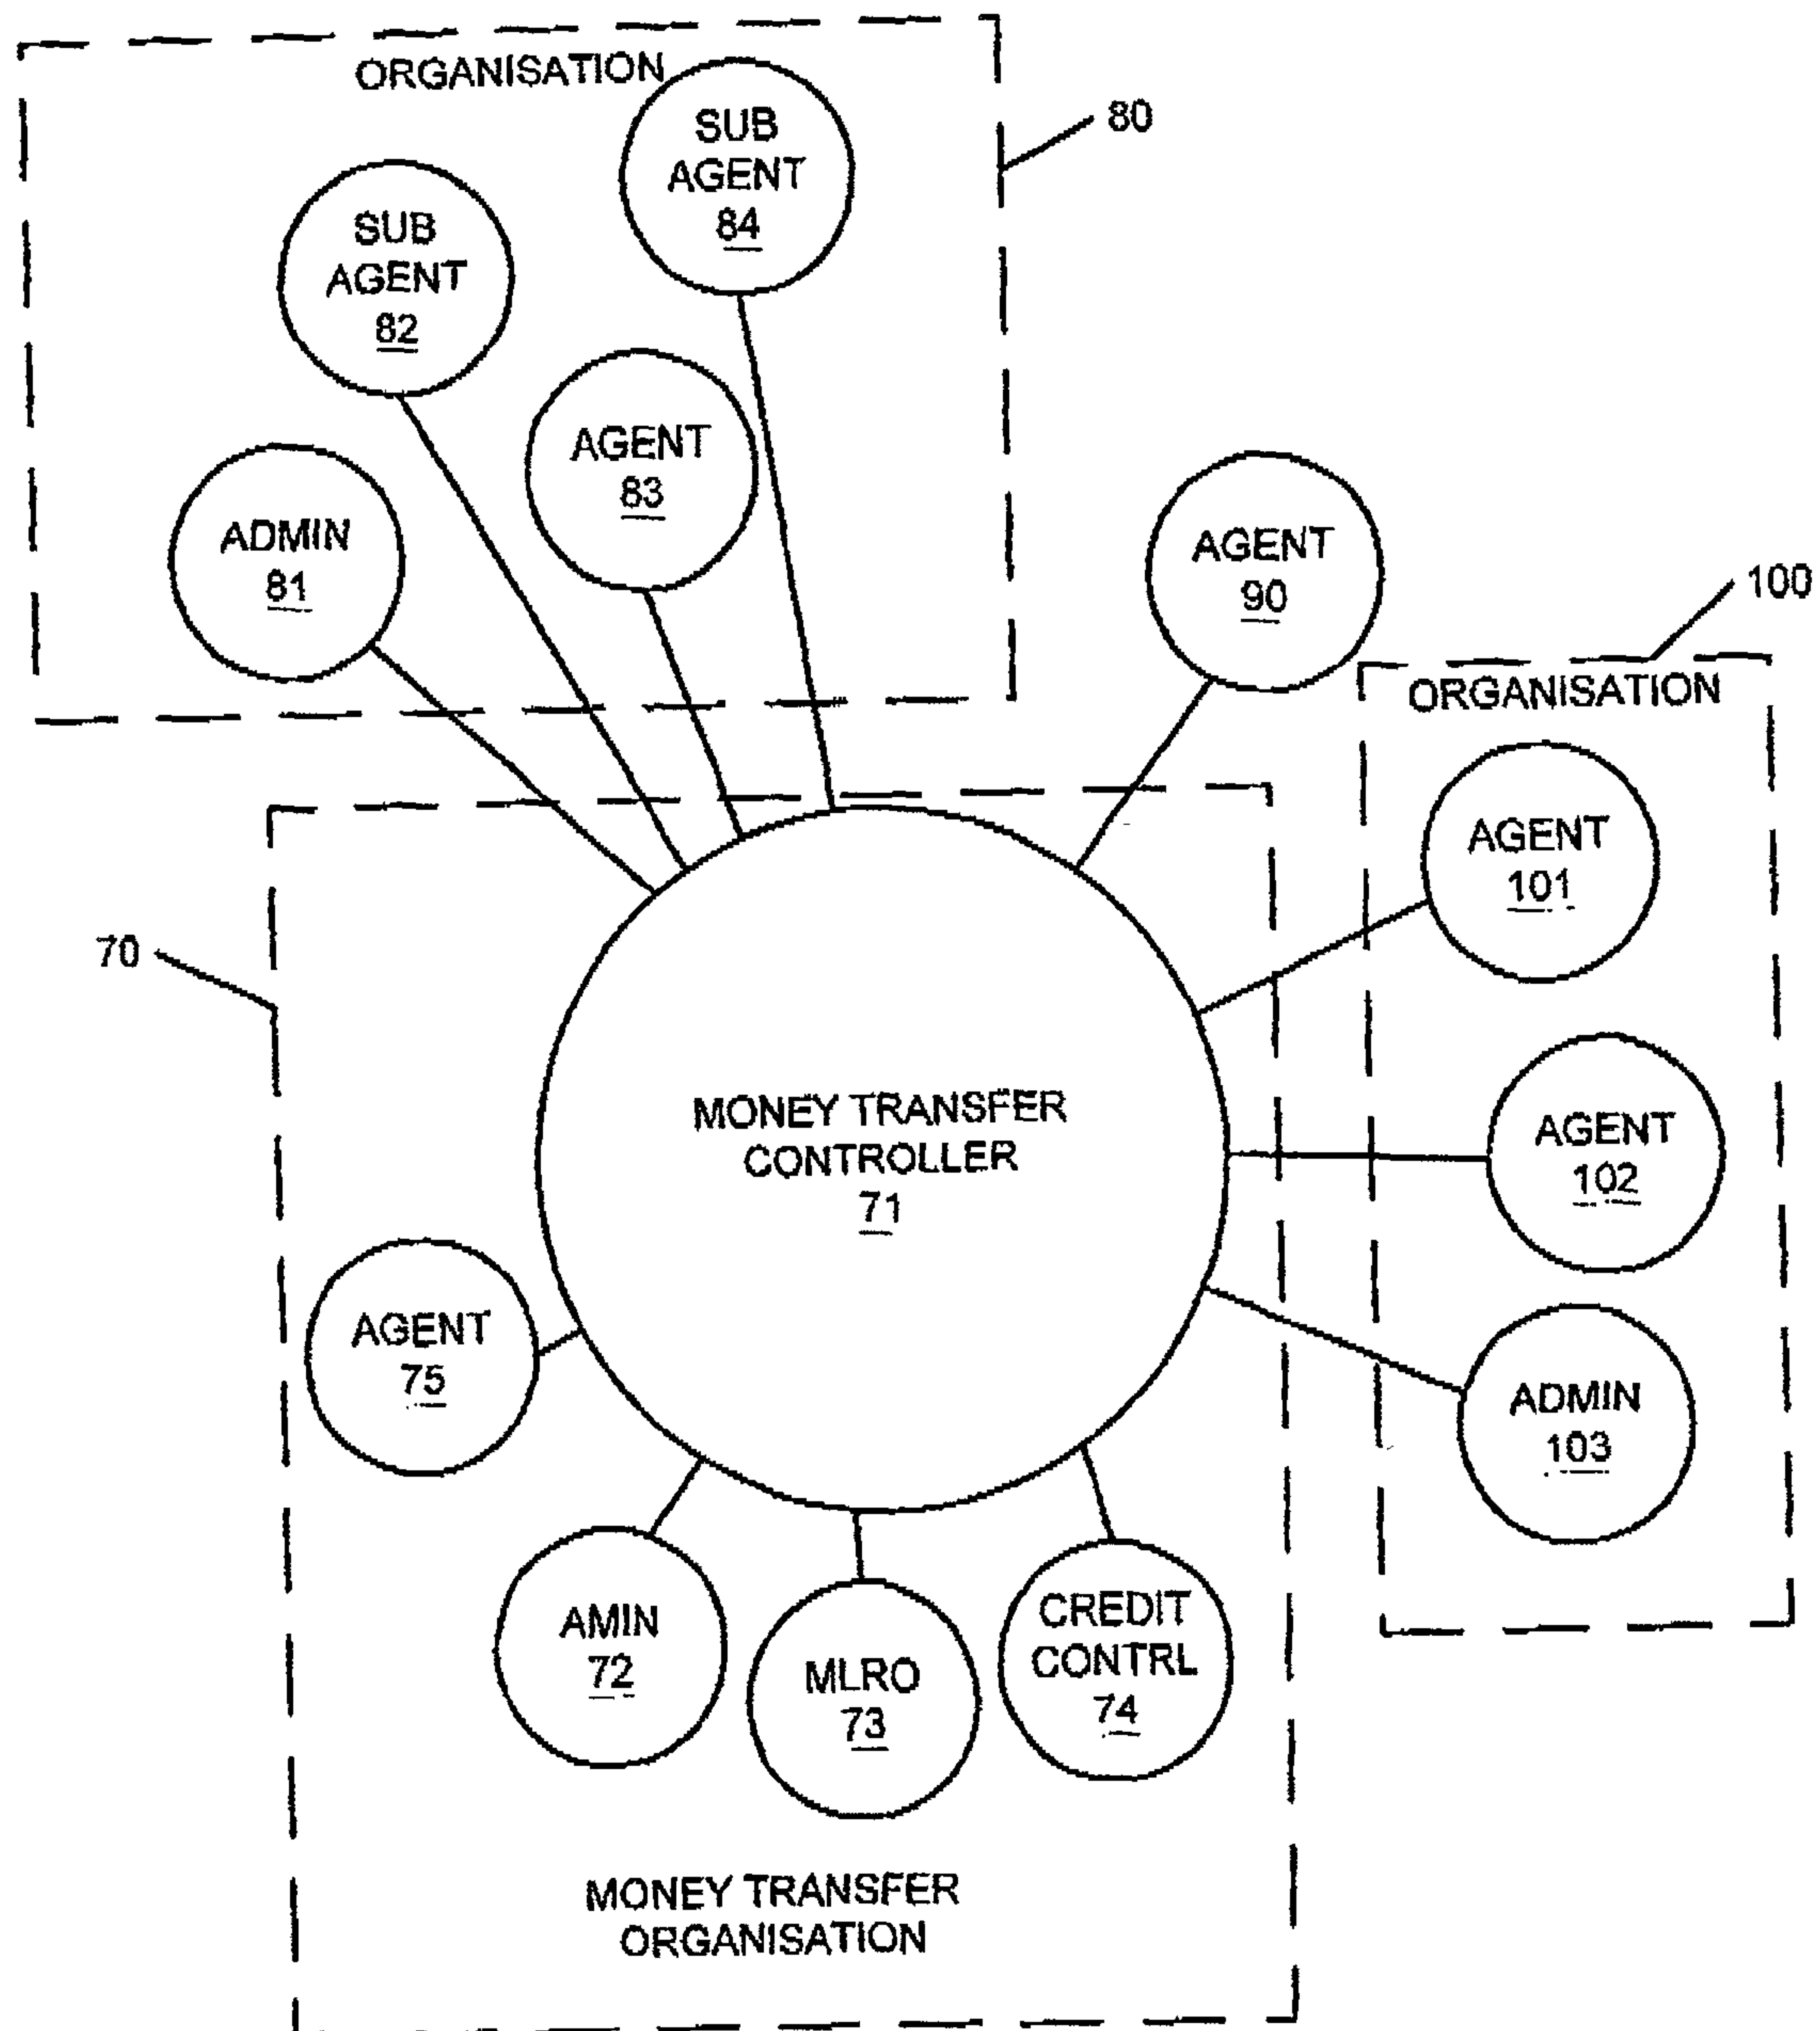 ORGANISATION
80
SUB
AGENT
84
SUB
AGENT
82
AGENT
83
ADMIN
81
AGENT
90
100
ORGANISATION
AGENT
101
70
MONEY TRANSFER
CONTROLLER
71
AGENT
102
AGENT
75
ADMIN
103
AMIN
72
MLRO
73
CREDIT
CONTRL
74
MONEY TRANSFER
ORGANISATION